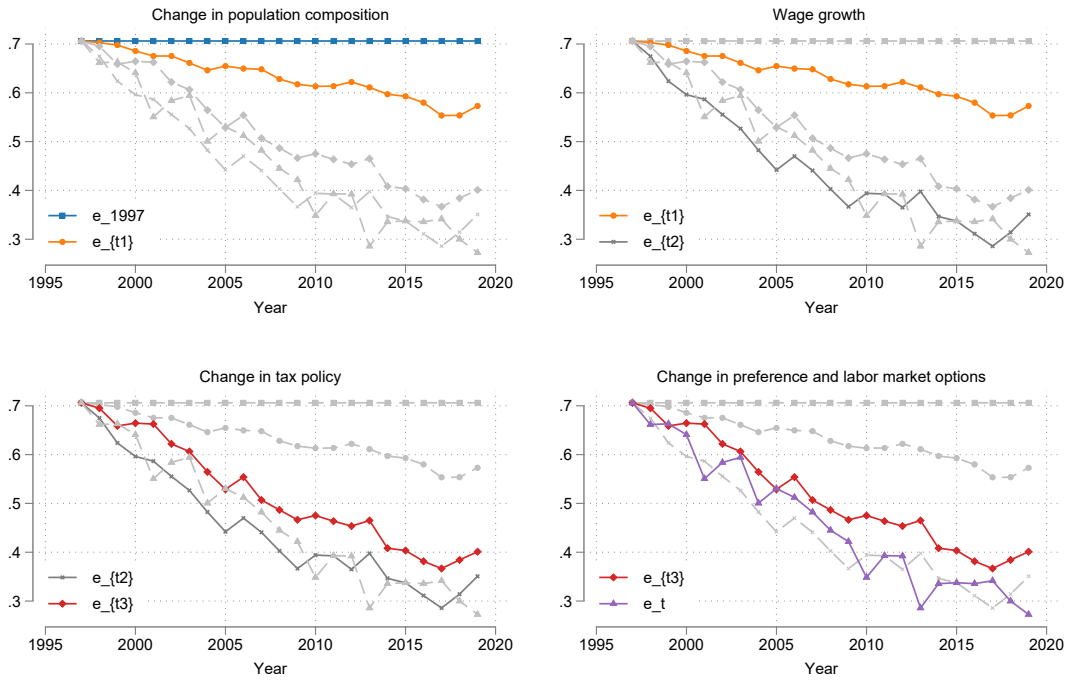 Change in population composition
.7
.6
.5
.4
.3
e_1997
e_{t1}
1995 2000 2005 2010 2015 2020
Year
Wage growth
.7
.6
.5
.4
.3
e_{t1}
e_{t2}
1995 2000 2005 2010 2015 2020
Year
Change in tax policy
.7
.6
.5
.4
.3
e_{t2}
e_{t3}
1995 2000 2005 2010 2015 2020
Year
Change in preference and labor market options
.7
.6
.5
.4
.3
e_{t3}
e_t
1995 2000 2005 2010 2015 2020
Year